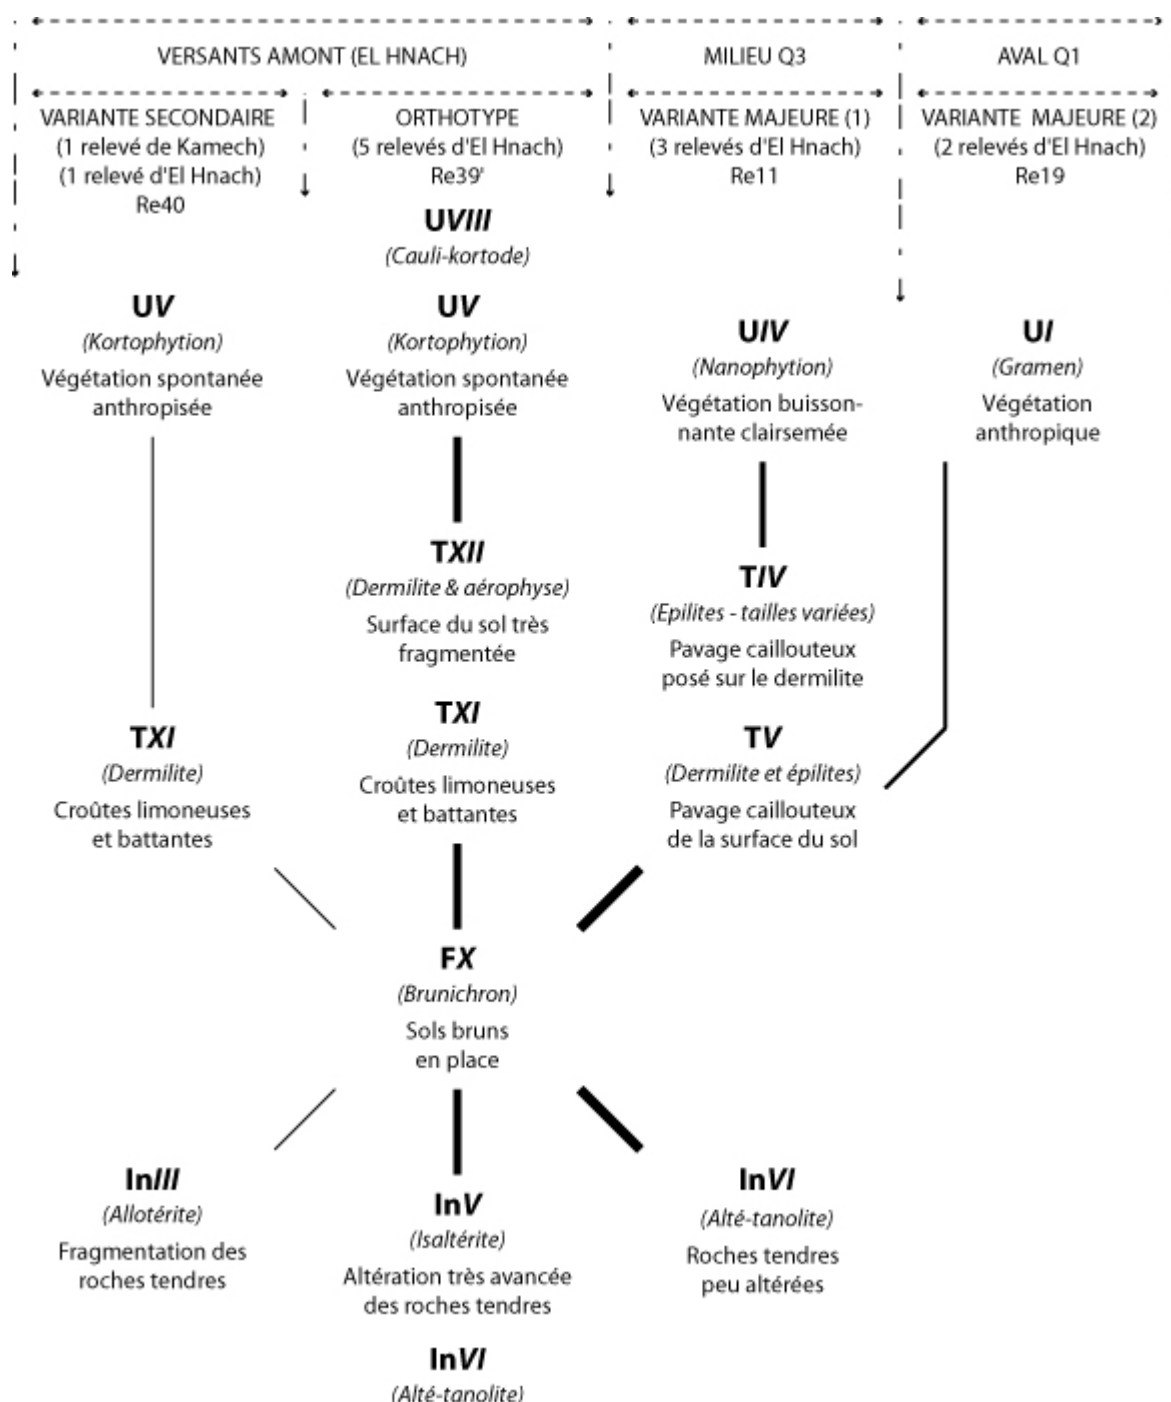 VERSANTS AMONT (EL HNACH)
MILIEU Q3
AVAL Q1
VARIANTE SECONDAIRE
(1 relevé de Kamech)
(1 relevé d'El Hnach)
Re40
ORTHOTYPE
(5 relevés d'El Hnach)
Re39'
VARIANTE MAJEURE (1)
(3 relevés d'El Hnach)
Re11
VARIANTE MAJEURE (2)
(2 relevés d'El Hnach)
Re19
UVIII
(Cauli-kortode)
UV
(Kortophytion)
Végétation spontanée
anthropisée
UV
(Kortophytion)
Végétation spontanée
anthropisée
UIV
(Nanophytion)
Végétation buisson-
nante clairsemée
UI
(Gramen)
Végétation
anthropique
TXII
(Dermilite & aérophyse)
Surface du sol très
fragmentée
TIV
(Epilites - tailles variées)
Pavage caillouteux
posé sur le dermilite
TXI
(Dermilite)
Croûtes limoneuses
et battantes
TXI
(Dermilite)
Croûtes limoneuses
et battantes
TV
(Dermilite et épilites)
Pavage caillouteux
de la surface du sol
FX
(Brunichron)
Sols bruns
en place
InIII
(Allotérite)
Fragmentation des
roches tendres
InV
(Isaltérite)
Altération très avancée
des roches tendres
InVI
(Alté-tanolite)
Roches tendres
peu altérées
InVI
(Alté-tanolite)